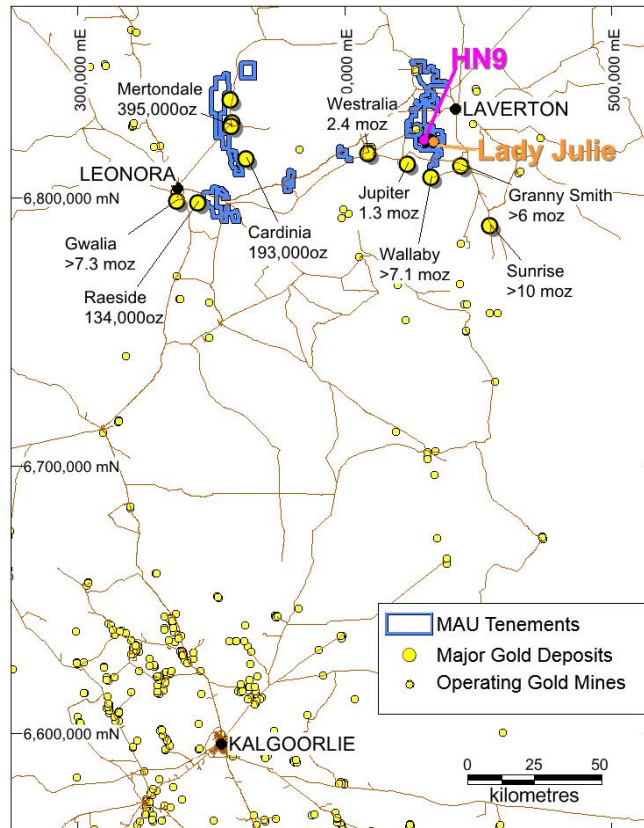 300,000 mE
0,000 mE
500,000 mE
HN9
Mertondale
395,000oz
Westralia
2.4 moz
LAVERTON
Lady Julie
LEONORA
6,800,000 mN
Jupiter
1.3 moz
Granny Smith
>6 moz
Gwalia
>7.3 moz
Cardinia
193,000oz
Wallaby
>7.1 moz
Sunrise
>10 moz
Raeside
134,000oz
6,700,000 mN
MAU Tenements
Major Gold Deposits
Operating Gold Mines
6,600,000 mN
KALGOORLIE
0
25
50
kilometres